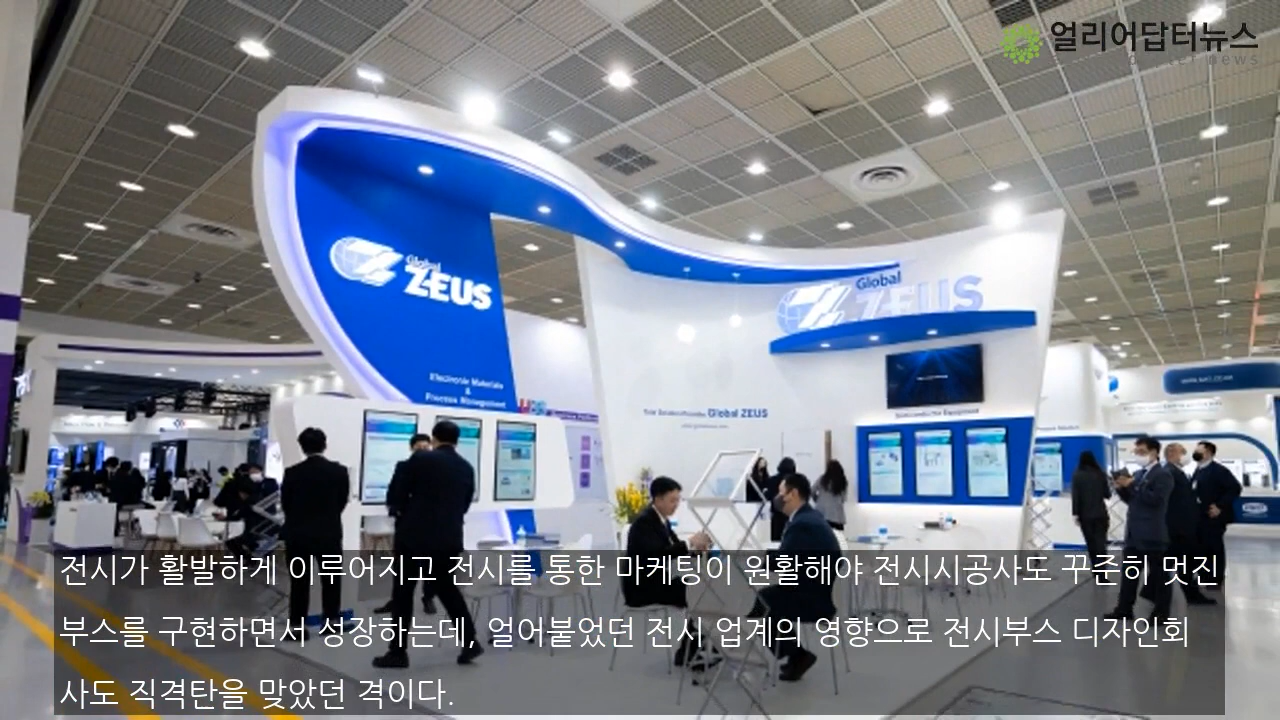 얼리어답터뉴스
Global
ZEUS
Global
ZEUS
Electronic Materials
&
Process Management
Total Solution Provider Global ZEUS
Semiconductor Equipment
전시가 활발하게 이루어지고 전시를 통한 마케팅이 원활해야 전시시공사도 꾸준히 멋진
부스를 구현하면서 성장하는데, 얼어붙었던 전시 업계의 영향으로 전시부스 디자인회
사도 직격탄을 맞았던 격이다.